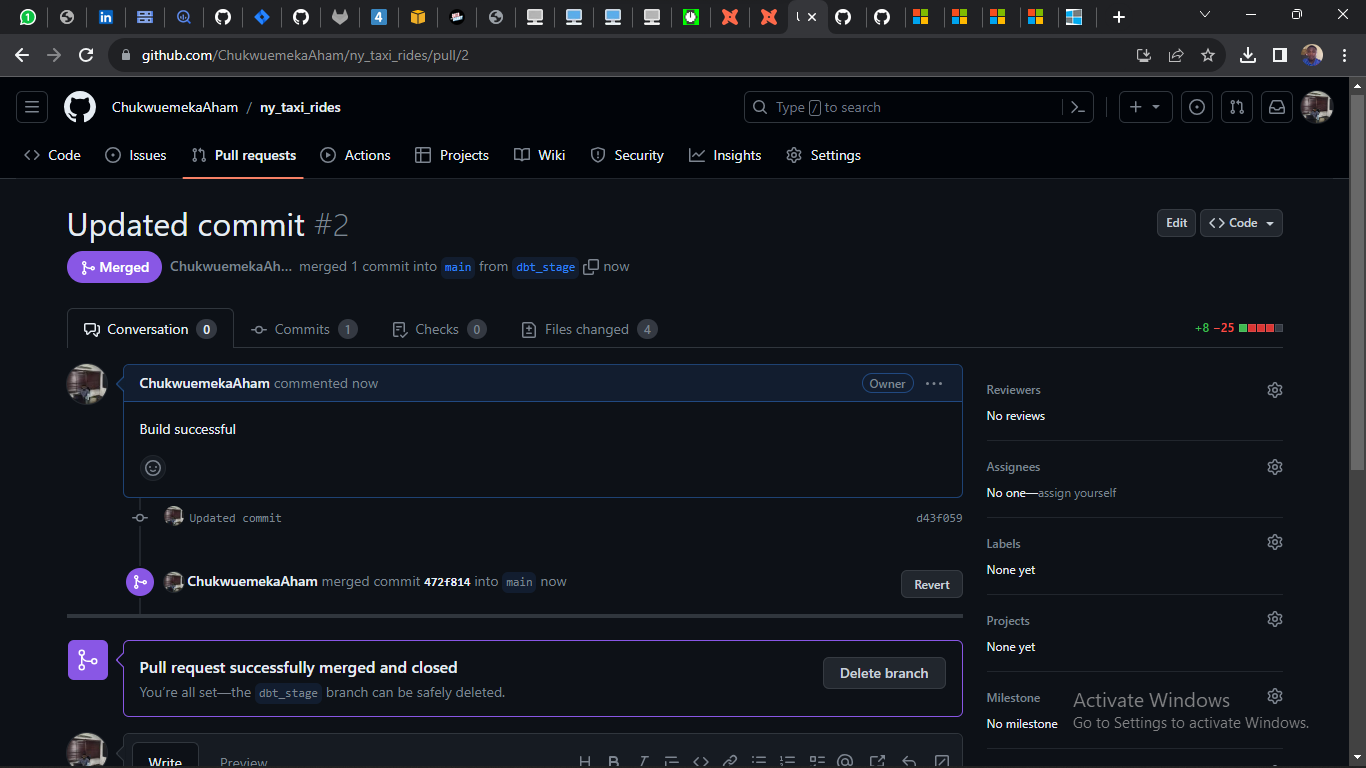 github.com/ChukwuemekaAham/ny_taxi_rides/pull/2
ChukwuemekaAham / ny_taxi_rides
Type / to search
Code Issues Pull requests Actions Projects Wiki Security Insights Settings
Updated commit #2
Edit
<> Code
Merged
ChukwuemekaAh... merged 1 commit into main from dbt_stage now
Conversation 0
Commits 1
Checks 0
Files changed 4
+8 −25
ChukwuemekaAham commented now
Owner
Build successful
Updated commit
d43f059
ChukwuemekaAham merged commit 472f814 into main now
Revert
Pull request successfully merged and closed
You're all set—the dbt_stage branch can be safely deleted.
Delete branch
Write
Preview
Reviewers
No reviews
Assignees
No one—assign yourself
Labels
None yet
Projects
None yet
Milestone
No milestone
Activate Windows
Go to Settings to activate Windows.